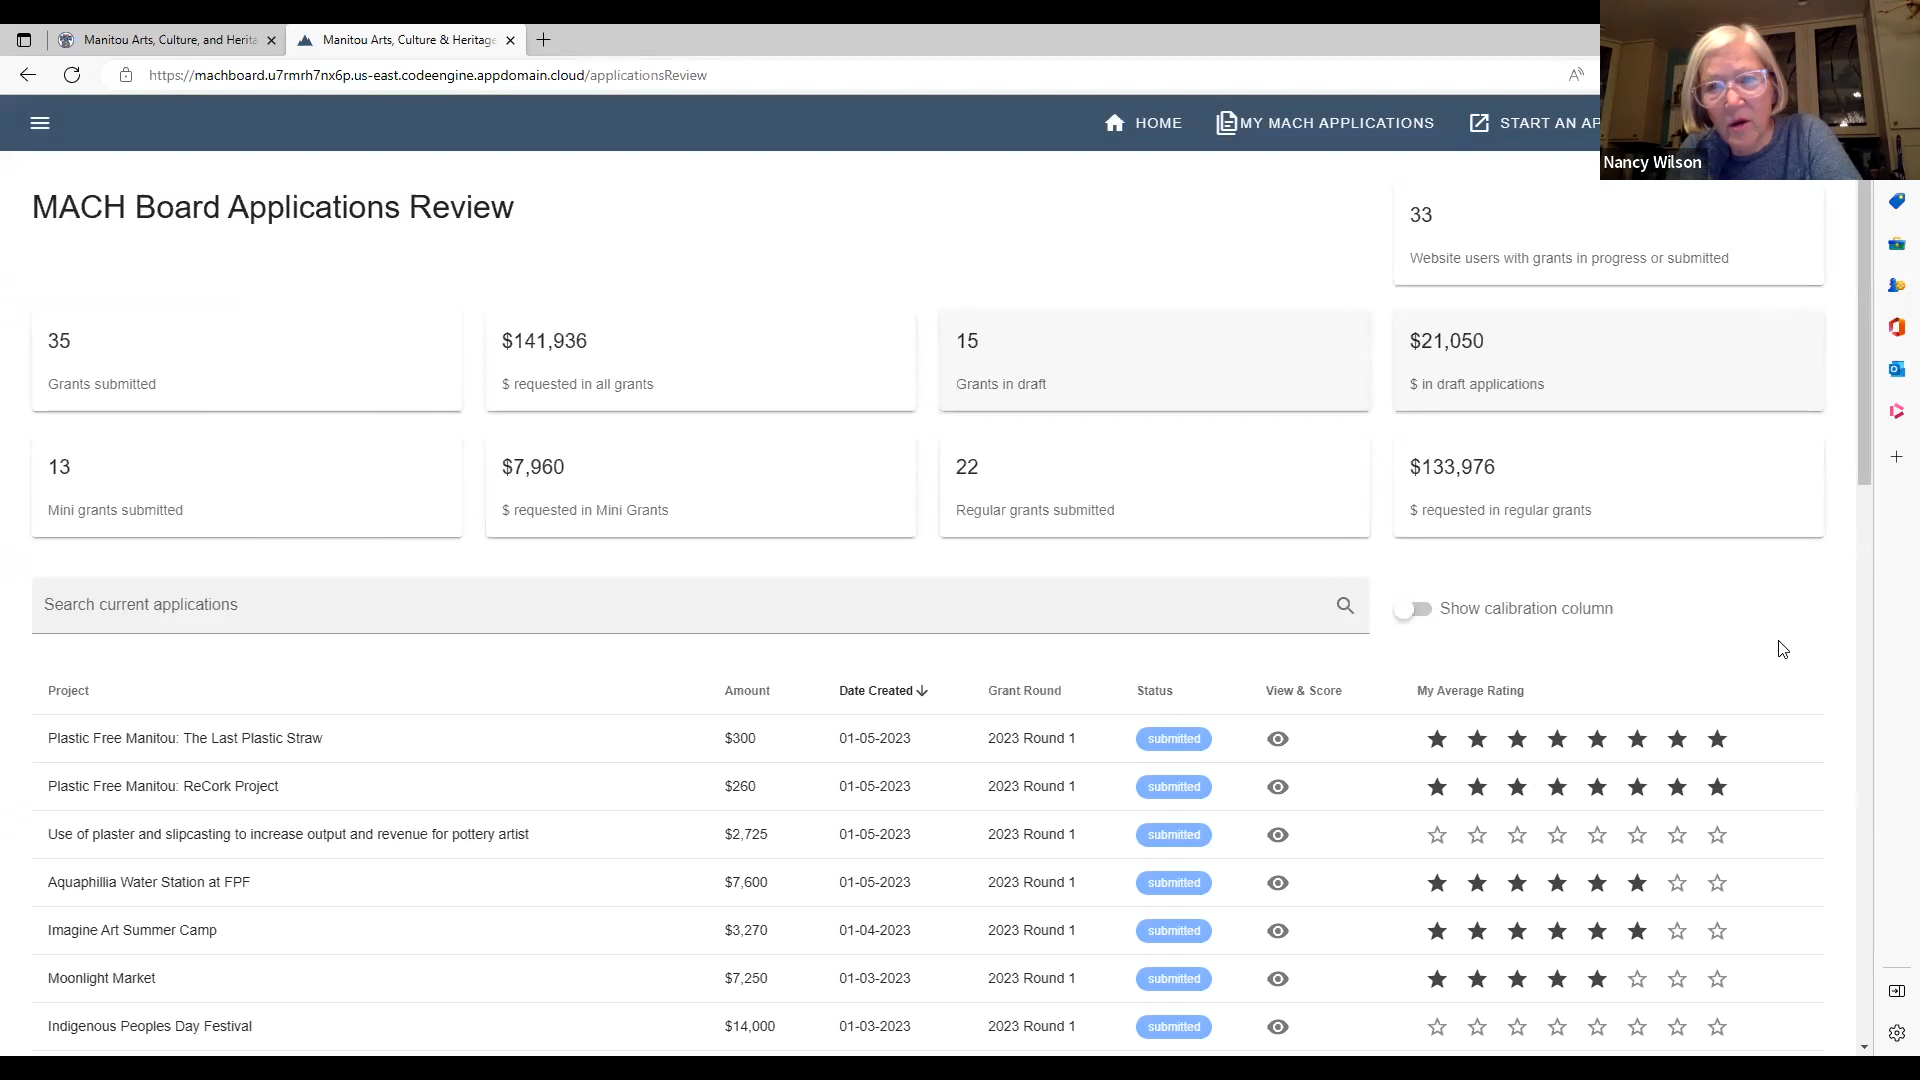 Manitou Arts, Culture, and Herita
Manitou Arts, Culture & Heritage
https://machboard.u7rmrh7nx6p.us-east.codeengine.appdomain.cloud/applicationsReview
HOME
MY MACH APPLICATIONS
START AN AP
Nancy Wilson
MACH Board Applications Review
33
Website users with grants in progress or submitted
35
Grants submitted
$141,936
$ requested in all grants
15
Grants in draft
$21,050
$ in draft applications
13
Mini grants submitted
$7,960
$ requested in Mini Grants
22
Regular grants submitted
$133,976
$ requested in regular grants
Search current applications
Show calibration column
Project Amount Date Created Grant Round Status View & Score My Average Rating
Plastic Free Manitou: The Last Plastic Straw $300 01-05-2023 2023 Round 1 submitted
Plastic Free Manitou: ReCork Project $260 01-05-2023 2023 Round 1 submitted
Use of plaster and slipcasting to increase output and revenue for pottery artist $2,725 01-05-2023 2023 Round 1 submitted
Aquaphillia Water Station at FPF $7,600 01-05-2023 2023 Round 1 submitted
Imagine Art Summer Camp $3,270 01-04-2023 2023 Round 1 submitted
Moonlight Market $7,250 01-03-2023 2023 Round 1 submitted
Indigenous Peoples Day Festival $14,000 01-03-2023 2023 Round 1 submitted